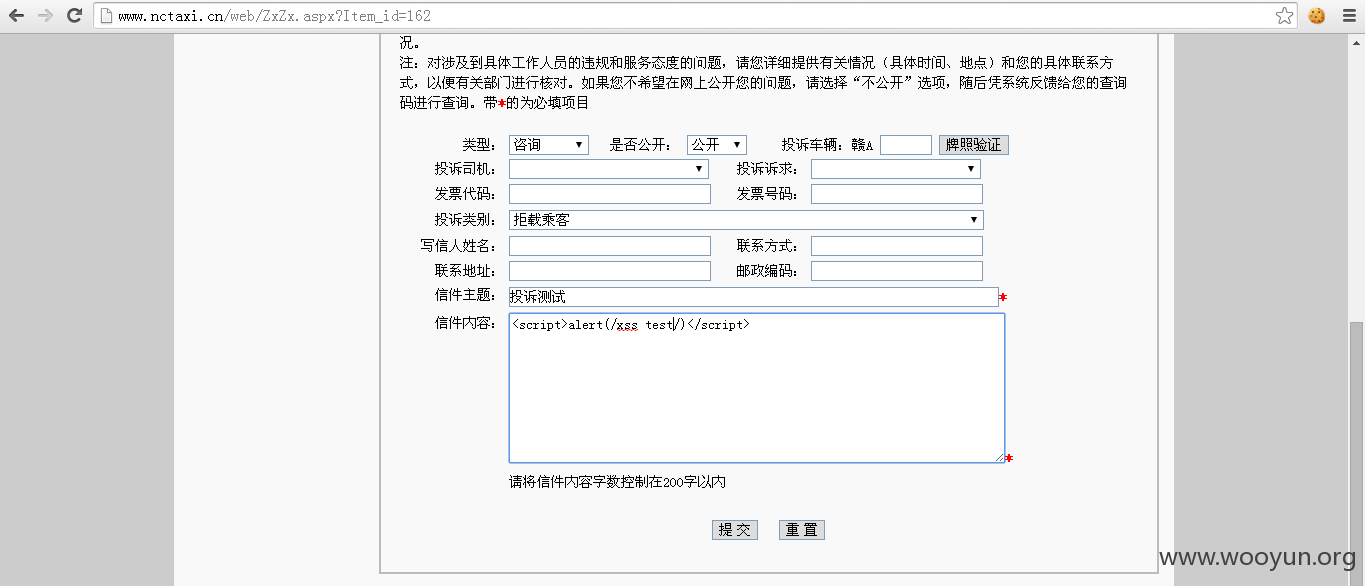 www.nctaxi.cn/web/ZxZx.aspx?Item_id=162
况。
注：对涉及到具体工作人员的违规和服务态度的问题，请您详细提供有关情况（具体时间、地点）和您的具体联系方
式，以便有关部门进行核对。如果您不希望在网上公开您的问题，请选择“不公开”选项，随后凭系统反馈给您的查询
码进行查询。带*的为必填项目
类型： 咨询 是否公开： 公开 投诉车辆：赣A 牌照验证
投诉司机： 投诉诉求：
发票代码： 发票号码：
投诉类别： 拒载乘客
写信人姓名： 联系方式：
联系地址： 邮政编码：
信件主题： 投诉测试 *
信件内容： <script>alert(/xss test/)</script>
*
请将信件内容字数控制在200字以内
提 交 重 置
www.wooyun.org